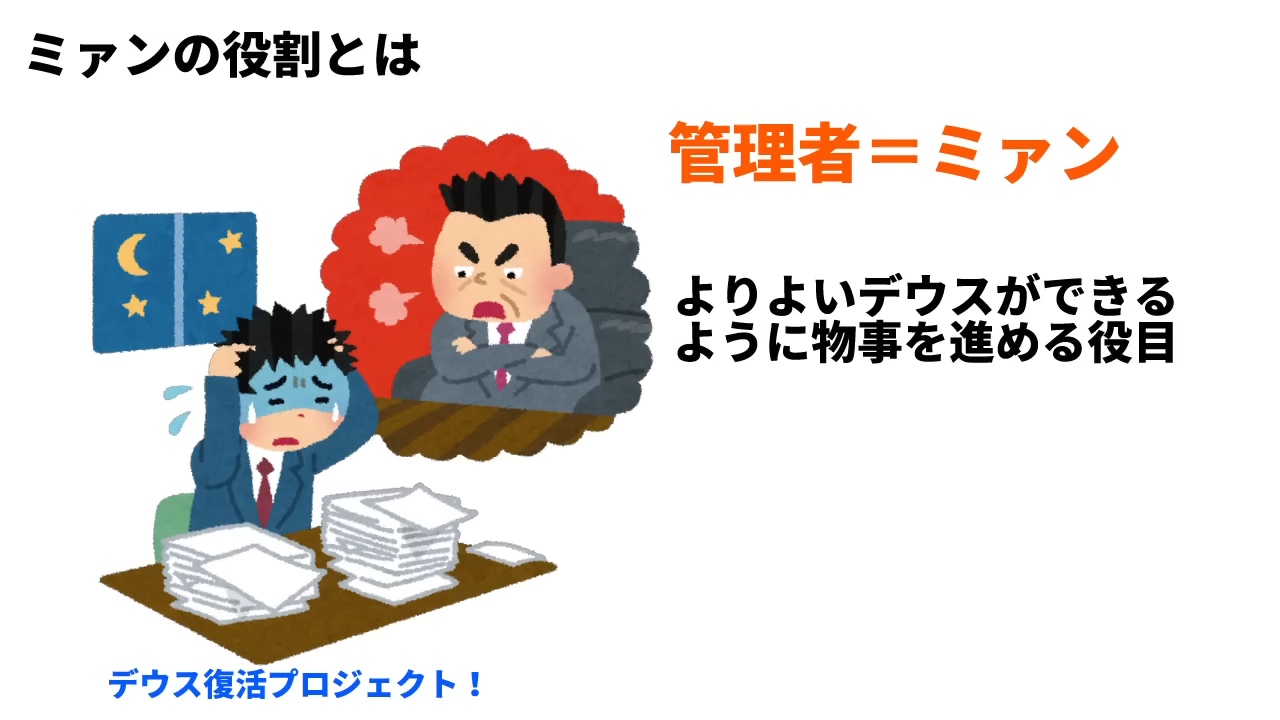 ミァンの役割とは
管理者＝ミァン
よりよいデウスができる
ように物事を進める役目
デウス復活プロジェクト！